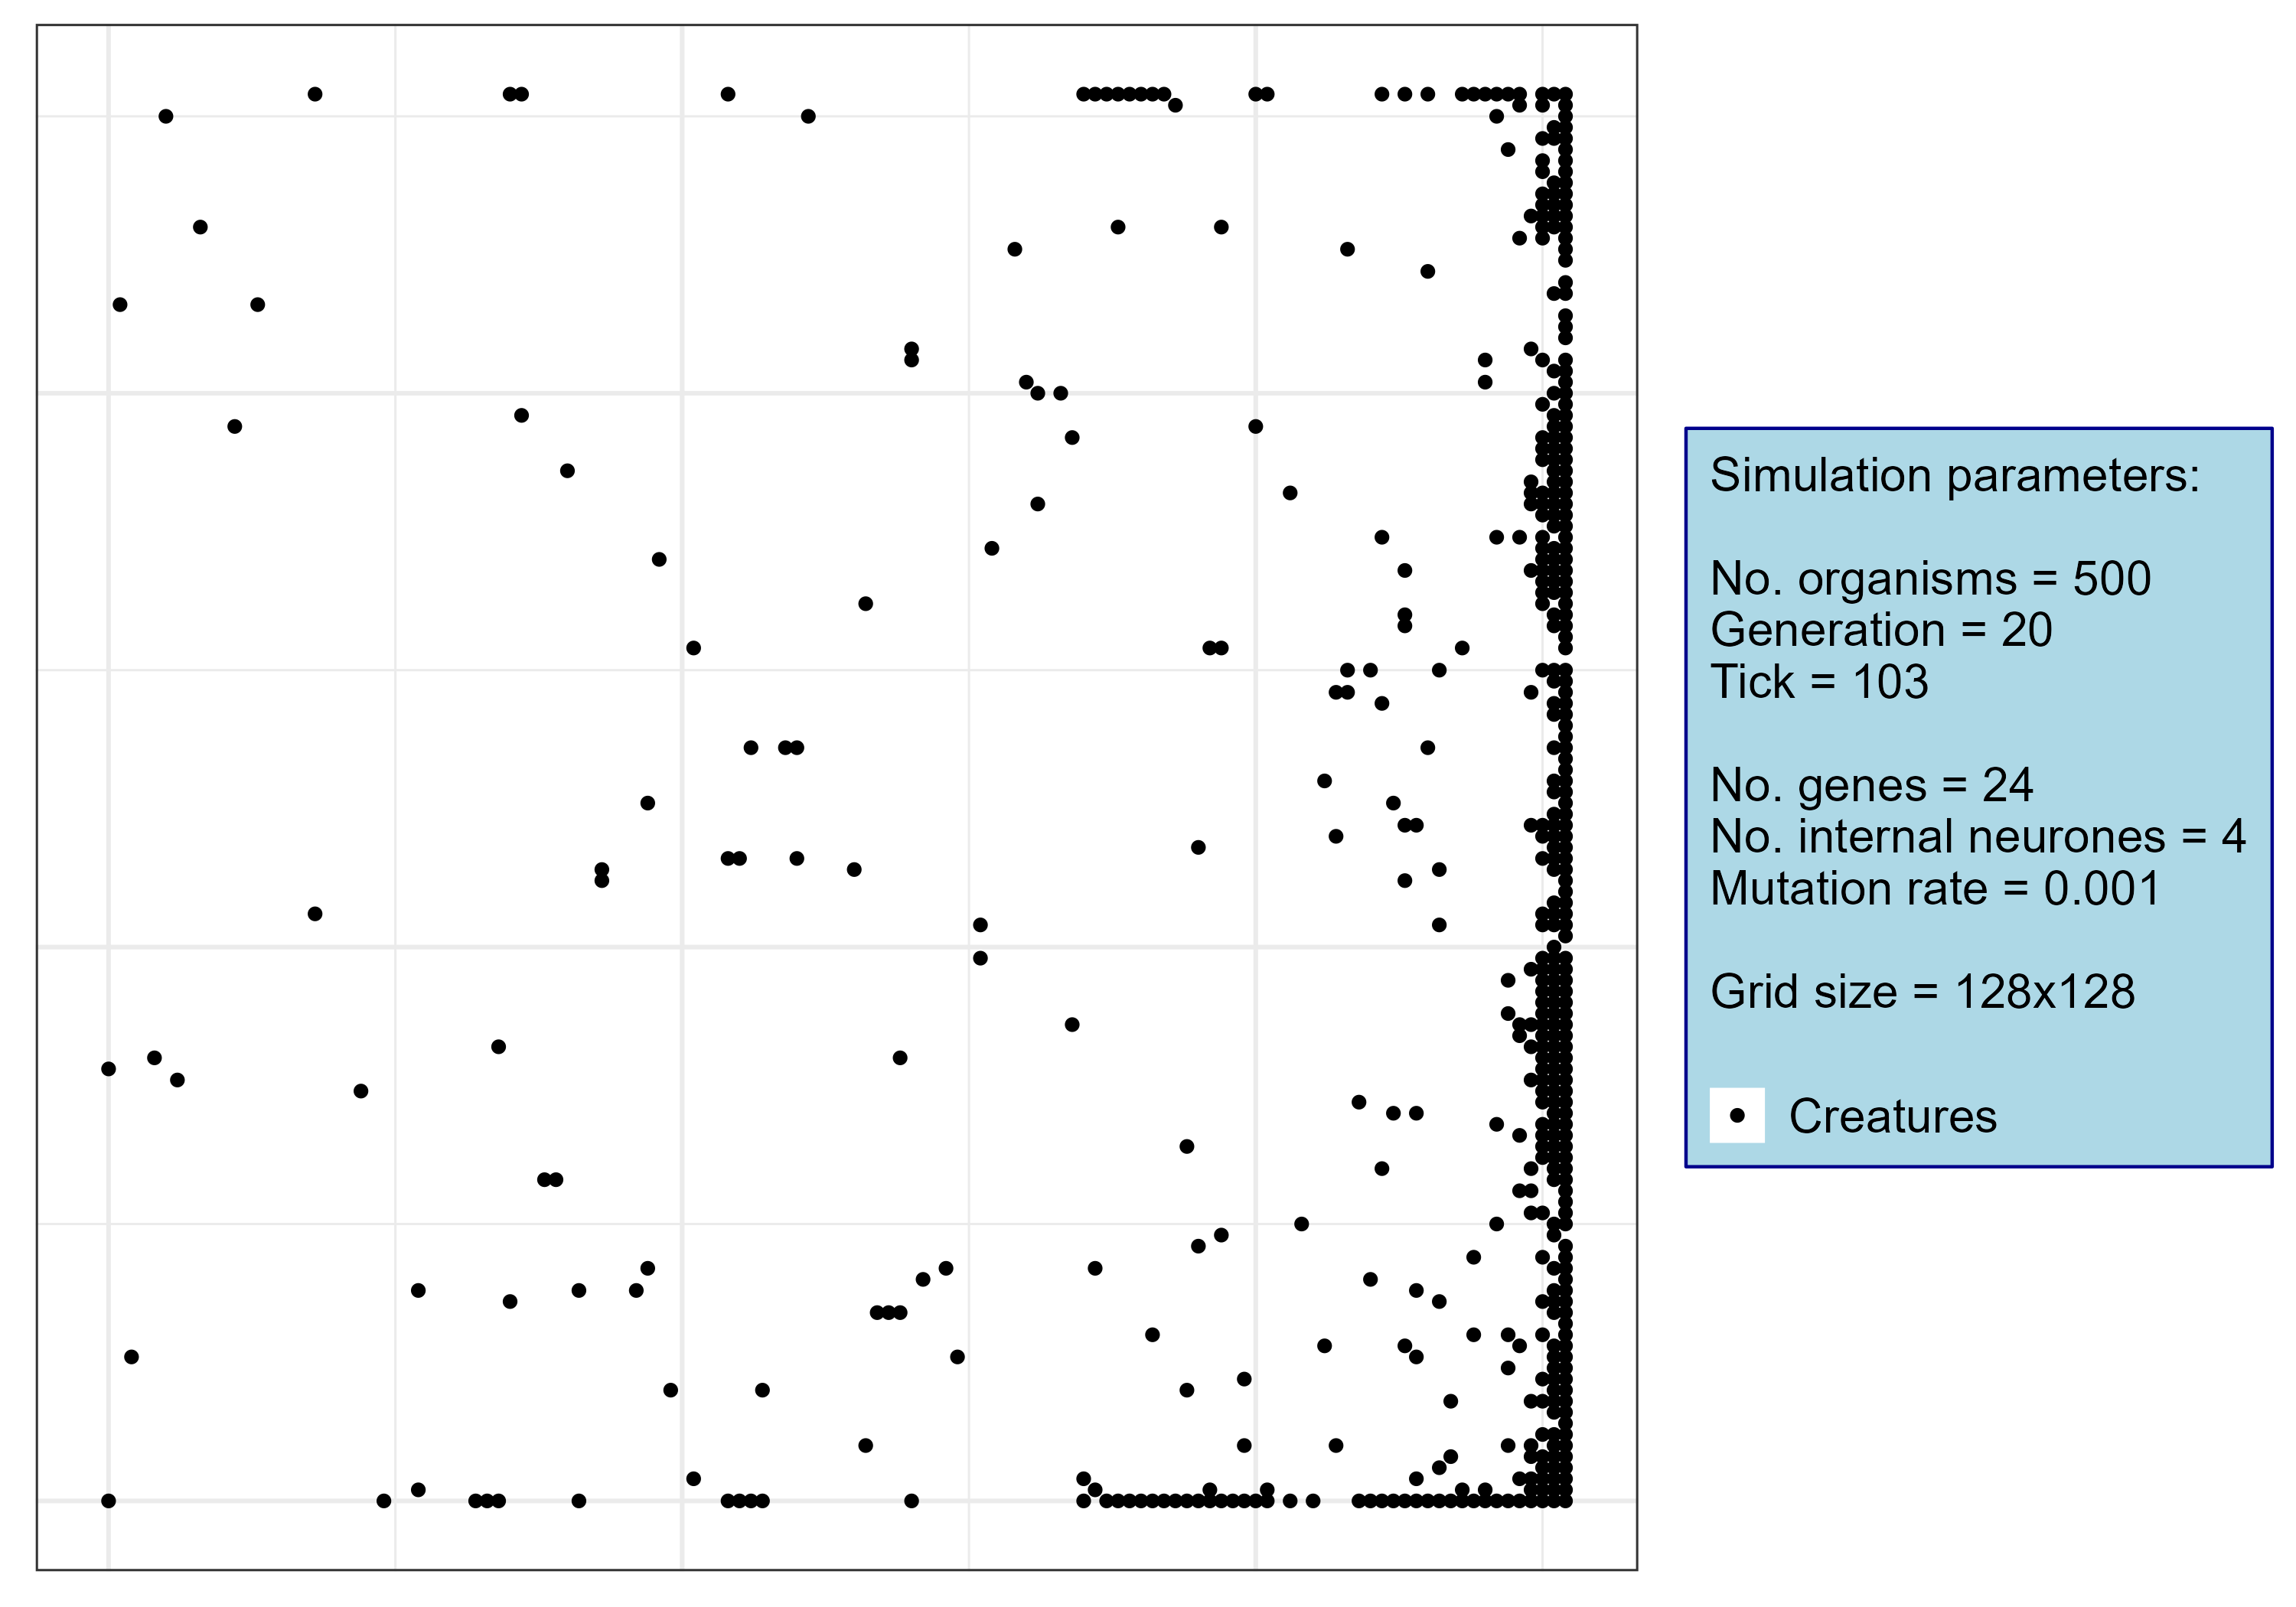 Simulation parameters:
No. organisms = 500
Generation = 20
Tick = 103
No. genes = 24
No. internal neurones = 4
Mutation rate = 0.001
Grid size = 128x128
Creatures